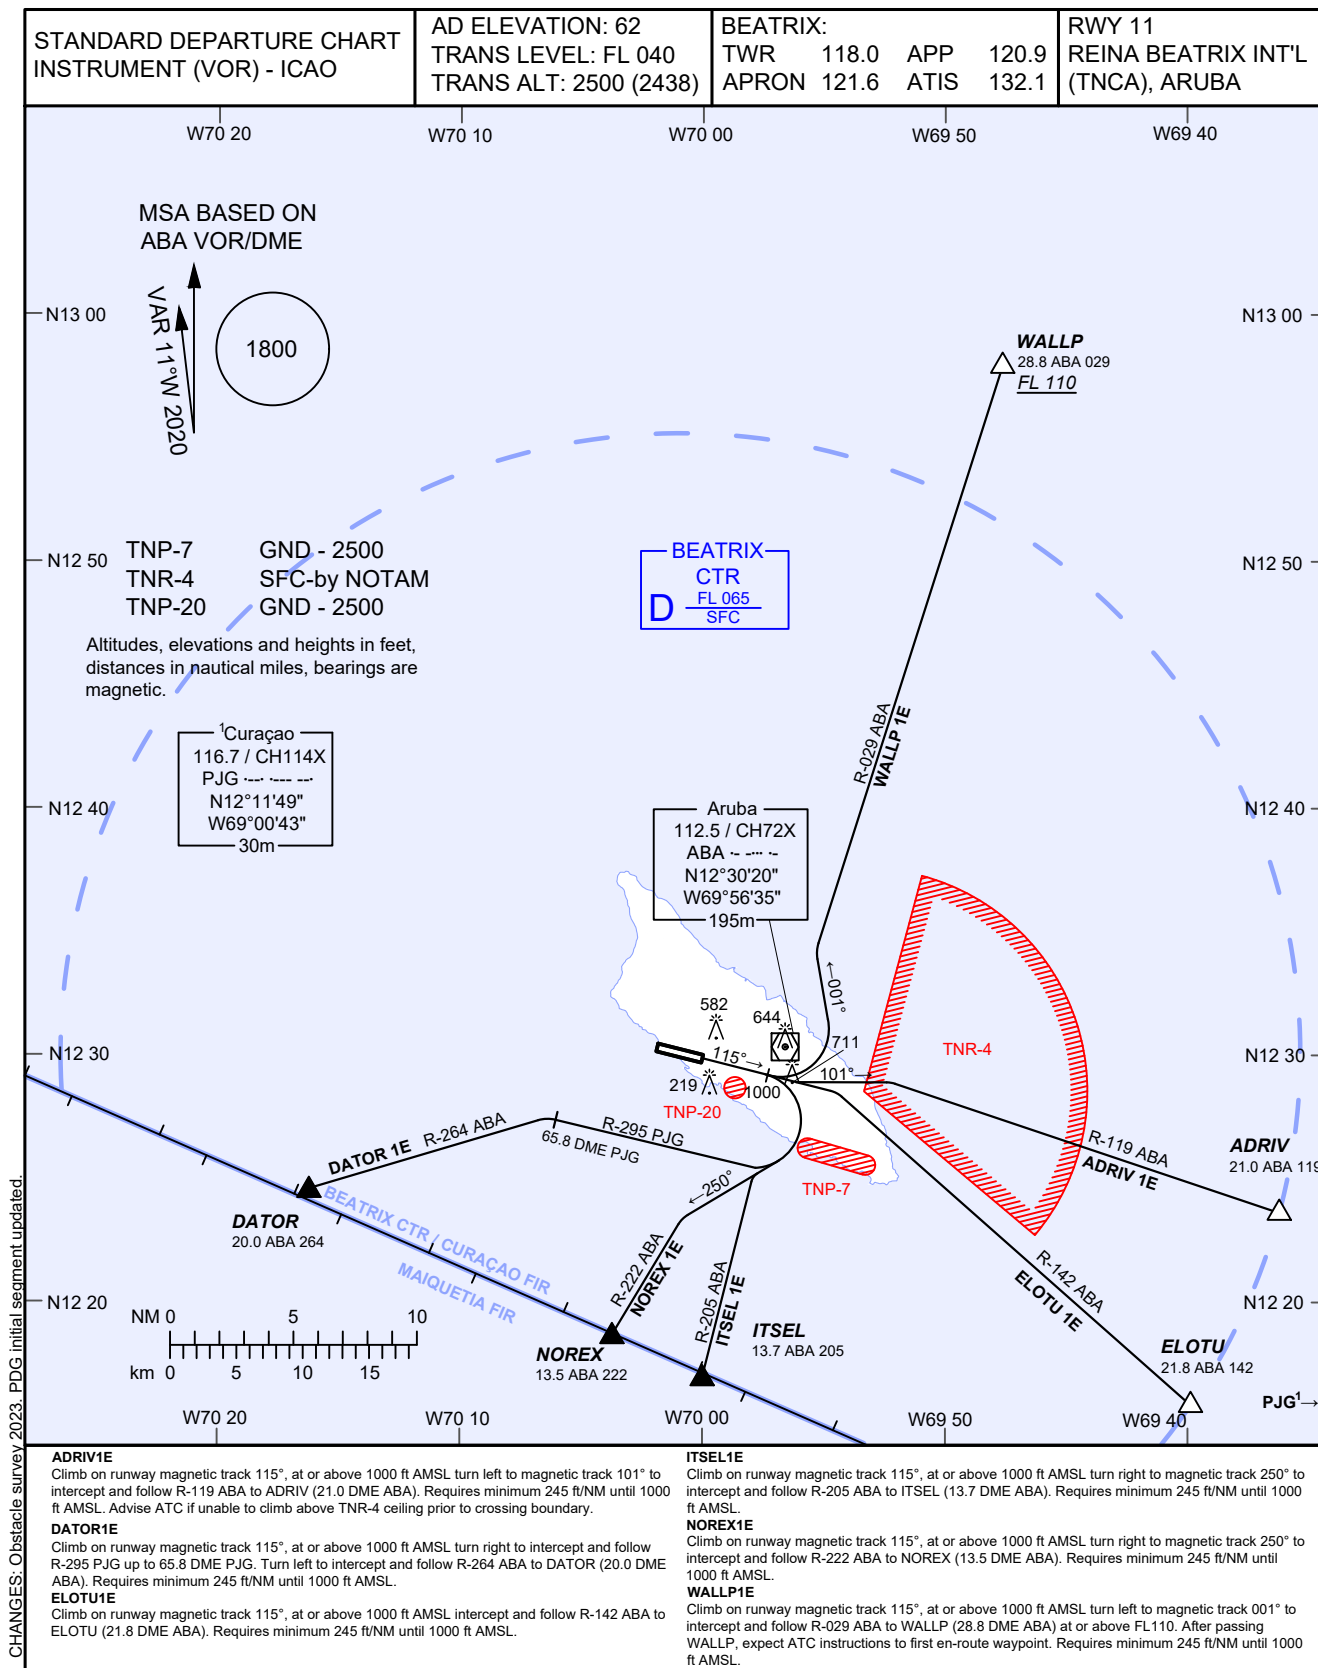 STANDARD DEPARTURE CHART
INSTRUMENT (VOR) - ICAO
AD ELEVATION: 62
TRANS LEVEL: FL 040
TRANS ALT: 2500 (2438)
BEATRIX:
TWR 118.0 APP 120.9
APRON 121.6 ATIS 132.1
RWY 11
REINA BEATRIX INT'L
(TNCA), ARUBA
W70 20 W70 10 W70 00 W69 50 W69 40
MSA BASED ON
ABA VOR/DME
VAR 11°W 2020
1800
N13 00
N13 00
WALLP
28.8 ABA 029
FL 110
N12 50
N12 50
TNP-7 GND - 2500
TNR-4 SFC-by NOTAM
TNP-20 GND - 2500
BEATRIX
CTR
D FL 065
SFC
Altitudes, elevations and heights in feet,
distances in nautical miles, bearings are
magnetic.
R-029 ABA
WALLP 1E
1Curaçao
116.7 / CH114X
PJG ·--· ·--- --·
N12°11'49"
W69°00'43"
30m
N12 40
N12 40
Aruba
112.5 / CH72X
ABA ·- -··· ·-
N12°30'20"
W69°56'35"
195m
←001°
582
644
711
N12 30
N12 30
115°→
101°→
TNR-4
219
1000
TNP-20
TNP-7
DATOR 1E
R-264 ABA
R-295 PJG
65.8 DME PJG
R-119 ABA
ADRIV 1E
ADRIV
21.0 ABA 119
←250°
DATOR
20.0 ABA 264
BEATRIX CTR / CURAÇAO FIR
MAIQUETIA FIR
R-222 ABA
NOREX 1E
R-205 ABA
ITSEL 1E
R-142 ABA
ELOTU 1E
N12 20
N12 20
NM 0 5 10
km 0 5 10 15
NOREX
13.5 ABA 222
ITSEL
13.7 ABA 205
ELOTU
21.8 ABA 142
PJG1→
W70 20 W70 10 W70 00 W69 50 W69 40
CHANGES: Obstacle survey 2023. PDG initial segment updated.
ADRIV1E
Climb on runway magnetic track 115°, at or above 1000 ft AMSL turn left to magnetic track 101° to
intercept and follow R-119 ABA to ADRIV (21.0 DME ABA). Requires minimum 245 ft/NM until 1000
ft AMSL. Advise ATC if unable to climb above TNR-4 ceiling prior to crossing boundary.
DATOR1E
Climb on runway magnetic track 115°, at or above 1000 ft AMSL turn right to intercept and follow
R-295 PJG up to 65.8 DME PJG. Turn left to intercept and follow R-264 ABA to DATOR (20.0 DME
ABA). Requires minimum 245 ft/NM until 1000 ft AMSL.
ELOTU1E
Climb on runway magnetic track 115°, at or above 1000 ft AMSL intercept and follow R-142 ABA to
ELOTU (21.8 DME ABA). Requires minimum 245 ft/NM until 1000 ft AMSL.
ITSEL1E
Climb on runway magnetic track 115°, at or above 1000 ft AMSL turn right to magnetic track 250° to
intercept and follow R-205 ABA to ITSEL (13.7 DME ABA). Requires minimum 245 ft/NM until 1000
ft AMSL.
NOREX1E
Climb on runway magnetic track 115°, at or above 1000 ft AMSL turn right to magnetic track 250° to
intercept and follow R-222 ABA to NOREX (13.5 DME ABA). Requires minimum 245 ft/NM until
1000 ft AMSL.
WALLP1E
Climb on runway magnetic track 115°, at or above 1000 ft AMSL turn left to magnetic track 001° to
intercept and follow R-029 ABA to WALLP (28.8 DME ABA) at or above FL110. After passing
WALLP, expect ATC instructions to first en-route waypoint. Requires minimum 245 ft/NM until 1000
ft AMSL.